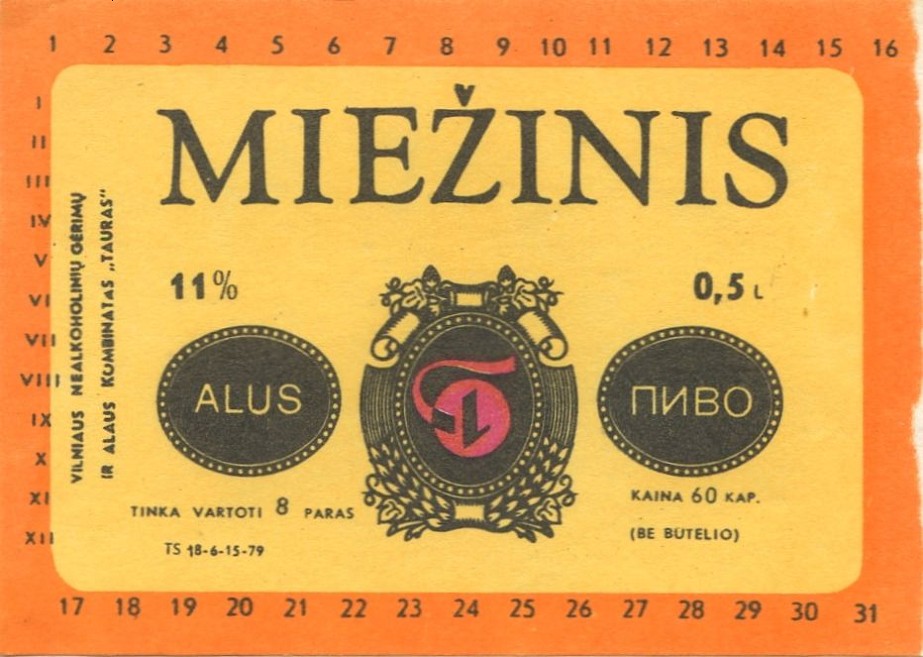 1 2 3 4 5 6 7 8 9 10 11 12 13 14 15 16
I
II
III
IV
V
VI
VII
VIII
IX
X
XI
XII
VILNIAUS NEALKOHOLINIŲ GĖRIMŲ
IR ALAUS KOMBINATAS „TAURAS“
MIEŽINIS
11% 0,5 L
ALUS ПИВО
TINKA VARTOTI 8 PARAS
TS 18-6-15-79
KAINA 60 KAP.
(BE BUTELIO)
17 18 19 20 21 22 23 24 25 26 27 28 29 30 31